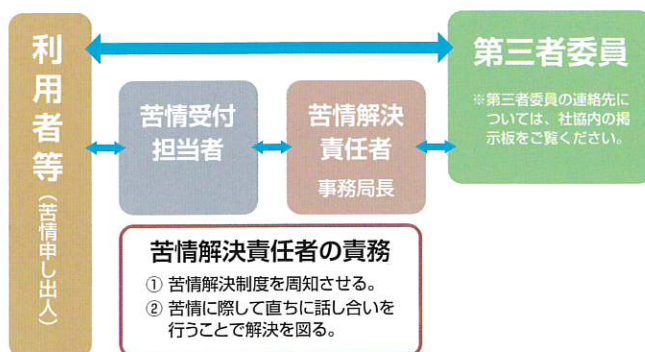 利用者等(苦情申し出人)
苦情受付
担当者
苦情解決
責任者
事務局長
第三者委員
※第三者委員の連絡先に
ついては、社協内の掲
示板をご覧ください。
苦情解決責任者の責務
① 苦情解決制度を周知させる。
② 苦情に際して直ちに話し合いを
行うことで解決を図る。